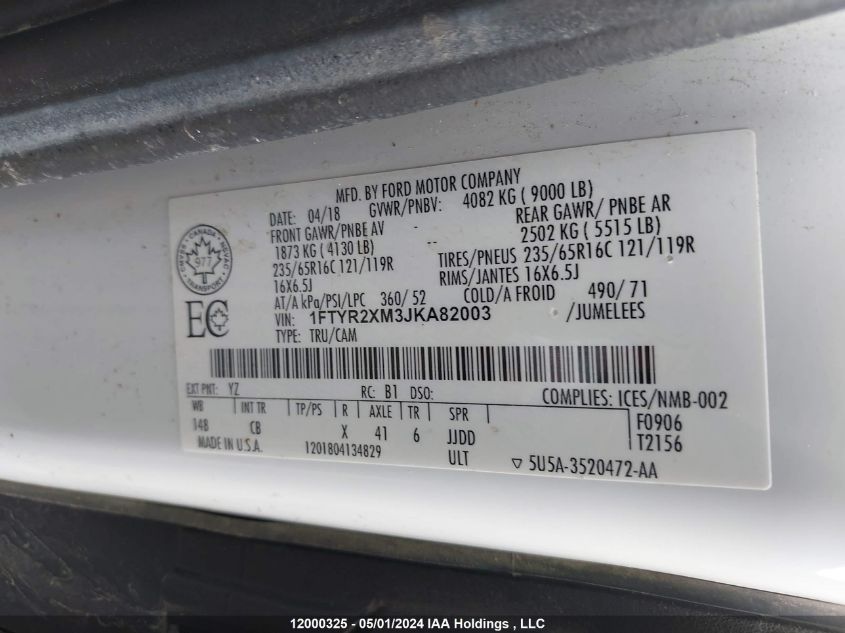 MFD. BY FORD MOTOR COMPANY
DATE: 04/18 GVWR/PNBV: 4082 KG ( 9000 LB)
FRONT GAWR/PNBE AV -- REAR GAWR/ PNBE AR
1873 KG ( 4130 LB) 2502 KG ( 5515 LB)
235/65R16C 121/119R TIRES/PNEUS 235/65R16C 121/119R
16X6.5J RIMS/JANTES 16X6.5J
AT/A kPa/PSI/LPC 360/ 52 COLD/A FROID 490/ 71
VIN: 1FTYR2XM3JKA82003 /JUMELEES
TYPE: TRU/CAM
CANADA
977
TRANSPORT
EC
EXT PNT: YZ RC: B1 DSO: COMPLIES: ICES/NMB-002
WB INT TR TP/PS R AXLE TR SPR F0906
148 CB X 41 6 JJDD T2156
MADE IN U.S.A. 1201804134829 ULT ▽ 5U5A-3520472-AA
12000325 - 05/01/2024 IAA Holdings , LLC